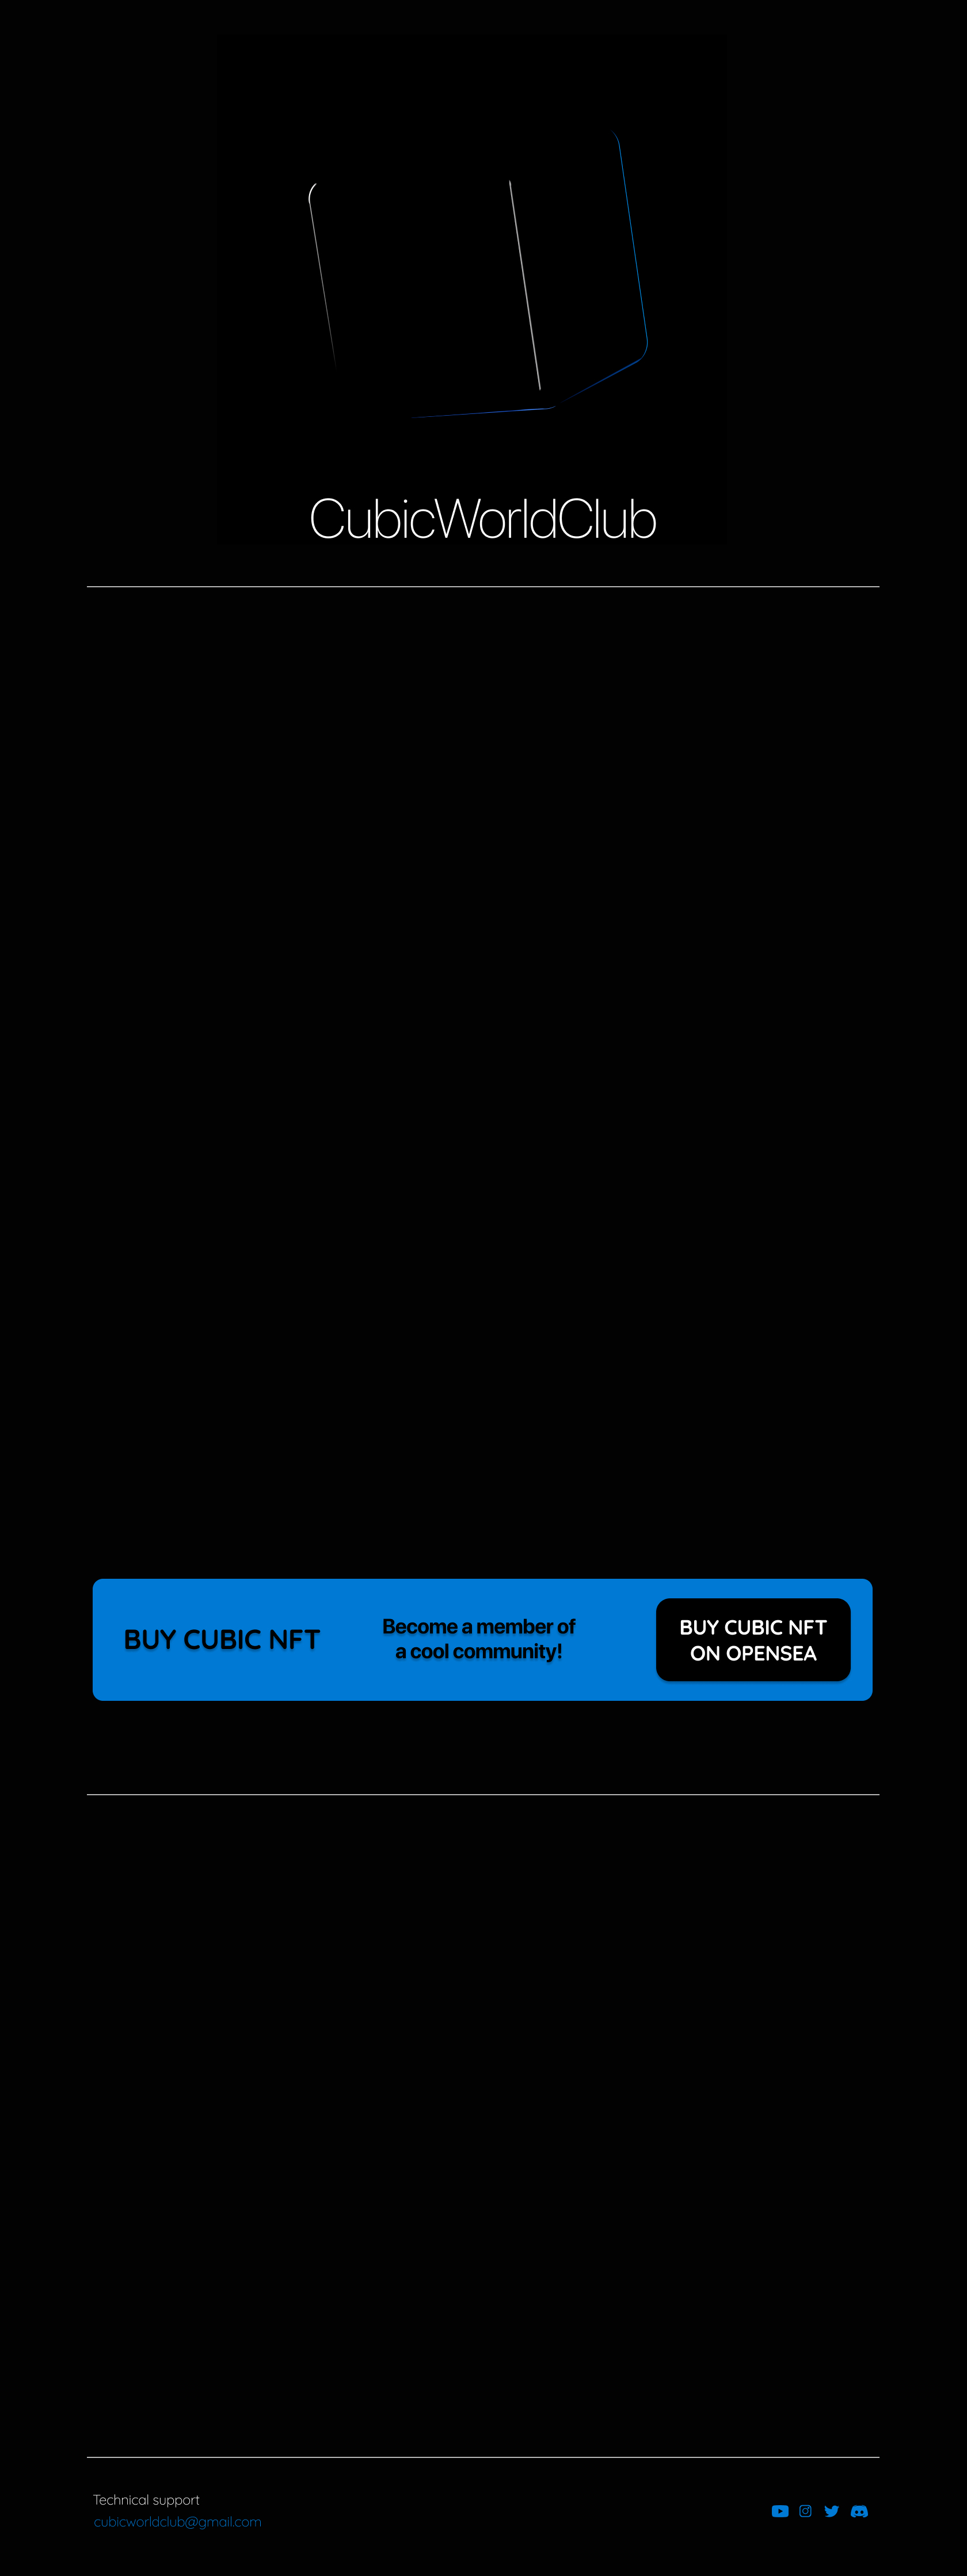 CubicWorldClub
BUY CUBIC NFT
Become a member of
a cool community!
BUY CUBIC NFT
ON OPENSEA
Technical support
cubicworldclub@gmail.com